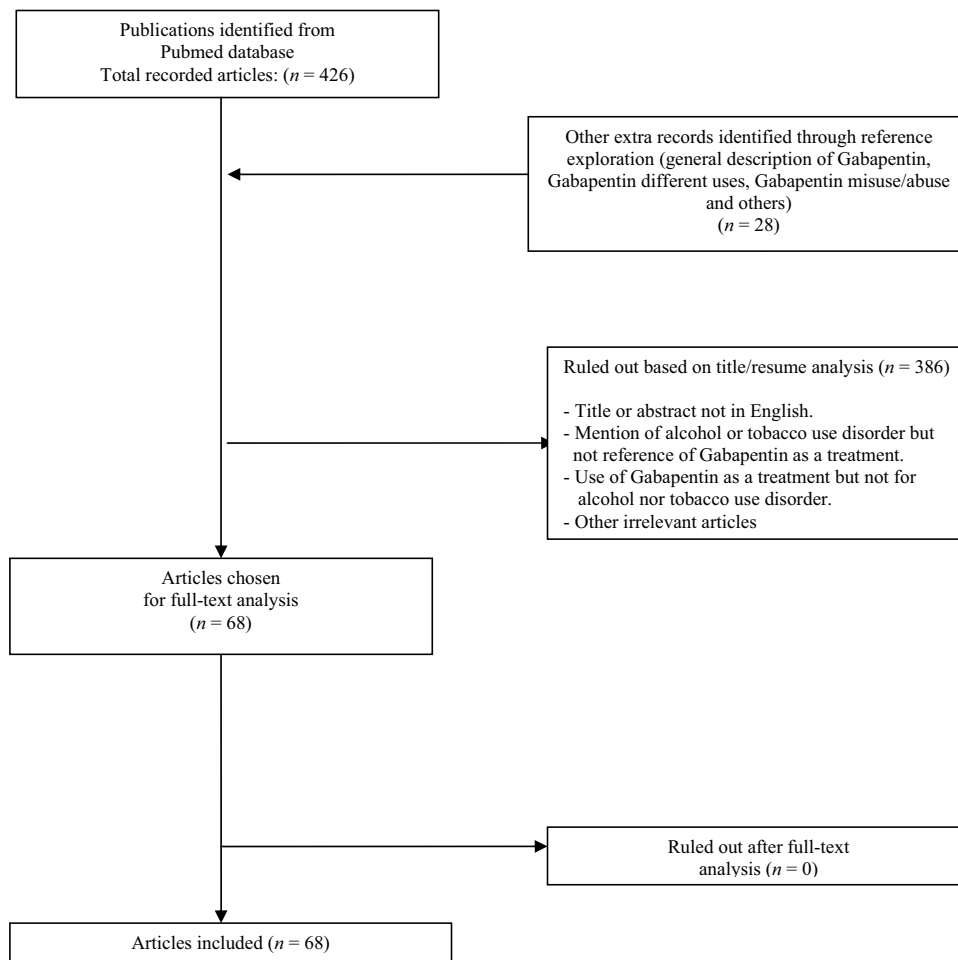 Publications identified from
Pubmed database
Total recorded articles: (n = 426)
Other extra records identified through reference
exploration (general description of Gabapentin,
Gabapentin different uses, Gabapentin misuse/abuse
and others)
(n = 28)
Ruled out based on title/resume analysis (n = 386)
- Title or abstract not in English.
- Mention of alcohol or tobacco use disorder but
not reference of Gabapentin as a treatment.
- Use of Gabapentin as a treatment but not for
alcohol nor tobacco use disorder.
- Other irrelevant articles
Articles chosen
for full-text analysis
(n = 68)
Ruled out after full-text
analysis (n = 0)
Articles included (n = 68)